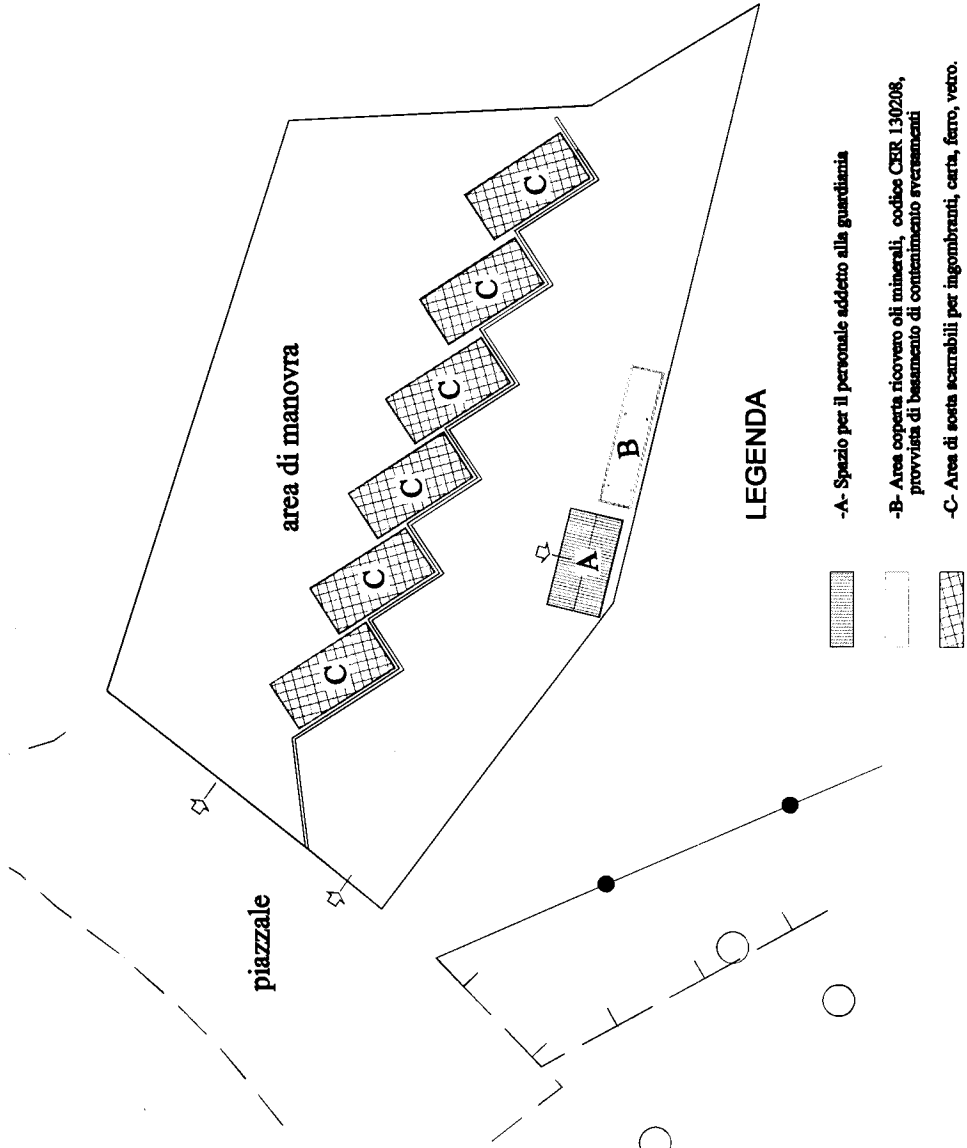 piazzale
area di manovra
C
C
C
C
C
C
A
B
LEGENDA
-A- Spazio per il personale addetto alla guardiania
-B- Area coperta ricovero oli minerali, codice CER 130208,
provvista di basamento di contenimento sversamenti
-C- Area di sosta scarrabili per ingombranti, carta, ferro, vetro.